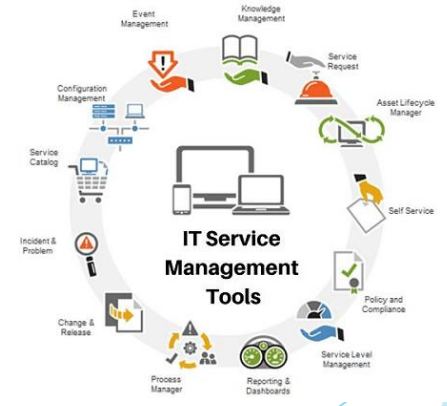 Event
Management
Knowledge
Management
Service
Request
Asset Lifecycle
Manager
Self Service
Policy and
Compliance
Service Level
Management
Reporting &
Dashboards
Process
Manager
Change &
Release
Incident &
Problem
Service
Catalog
Configuration
Management
IT Service
Management
Tools